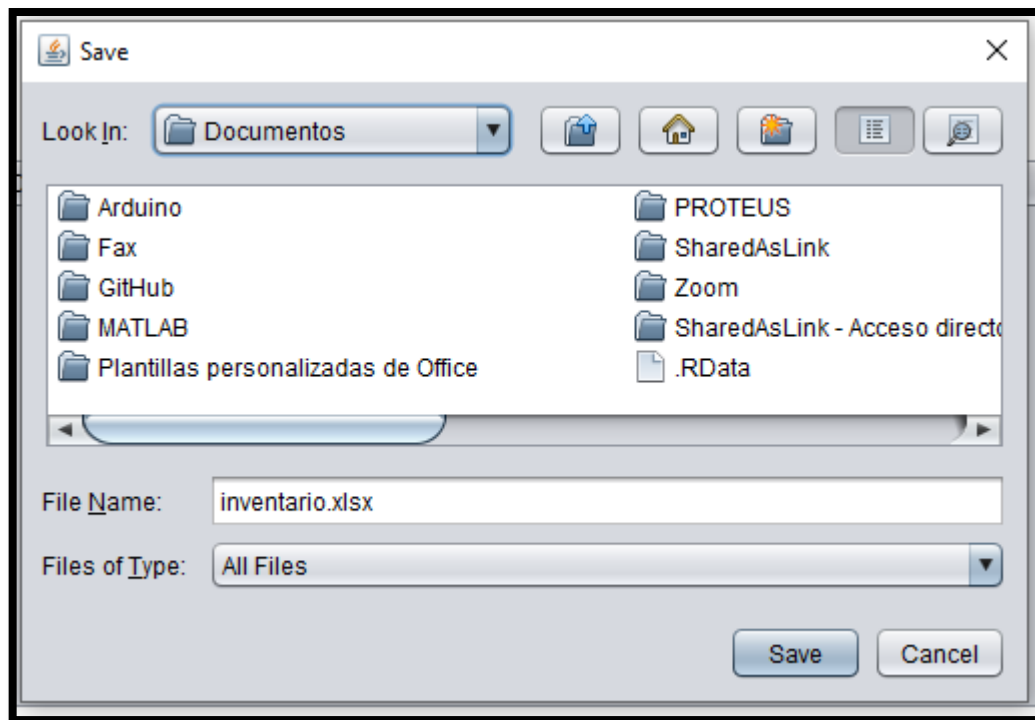 Save
Look In: Documentos
Arduino
Fax
GitHub
MATLAB
Plantillas personalizadas de Office
PROTEUS
SharedAsLink
Zoom
SharedAsLink - Acceso directo
.RData
File Name: inventario.xlsx
Files of Type: All Files
Save Cancel